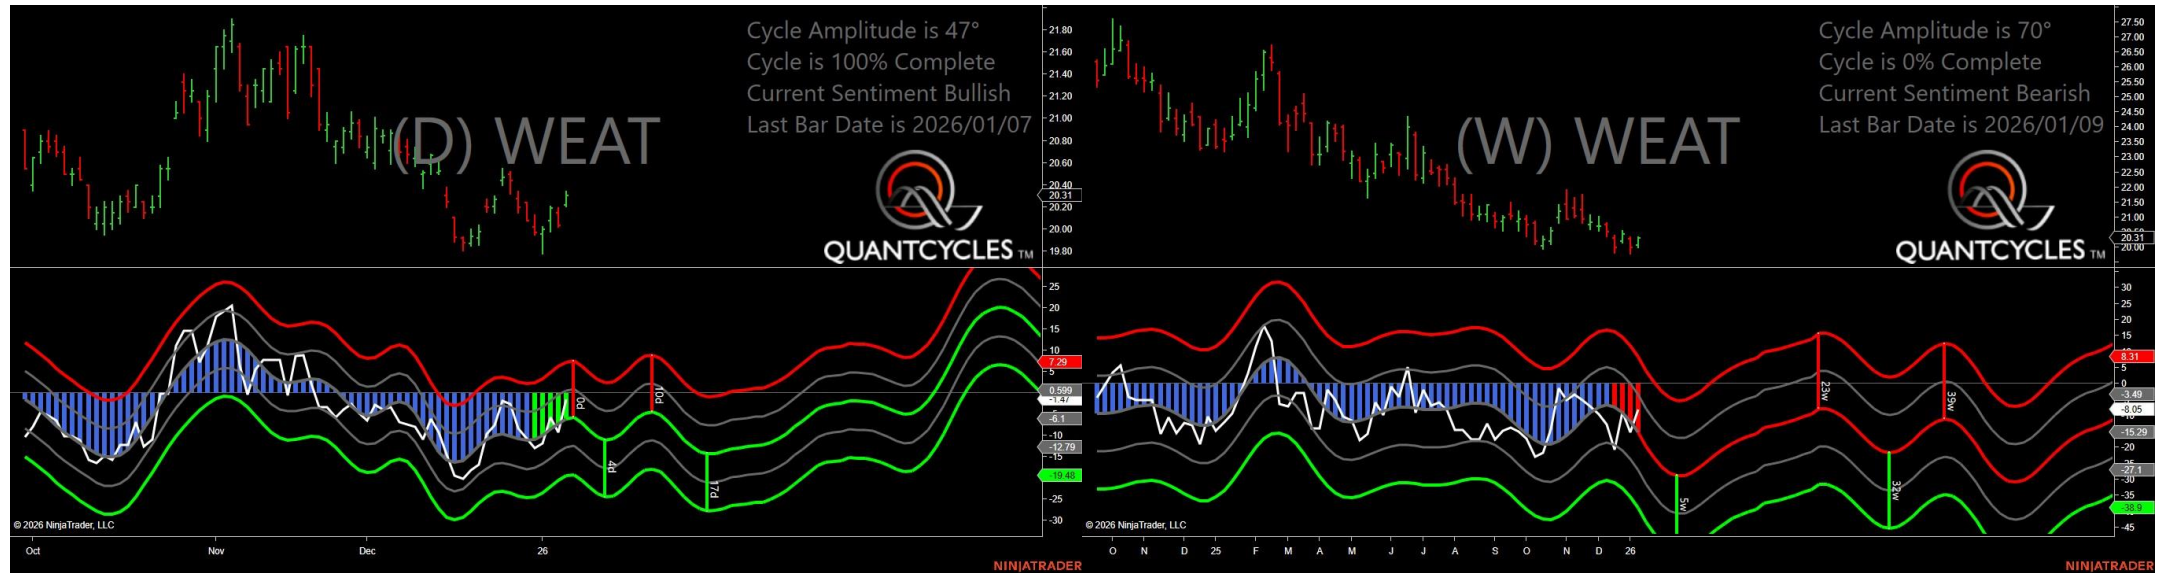 Cycle Amplitude is 47°
Cycle is 100% Complete
Current Sentiment Bullish
Last Bar Date is 2026/01/07
(D) WEAT
QUANTCYCLES TM
21.80
21.60
21.40
21.20
21.00
20.80
20.60
20.40
20.31
20.20
20.00
19.80
25
20
15
10
7.29
5
0.599
-1.47
-6.1
-10
-12.79
-15
-19.48
-25
-30
0d
10d
4d
17d
© 2026 NinjaTrader, LLC
Oct Nov Dec 26
NINJATRADER
Cycle Amplitude is 70°
Cycle is 0% Complete
Current Sentiment Bearish
Last Bar Date is 2026/01/09
(W) WEAT
QUANTCYCLES TM
27.50
27.00
26.50
26.00
25.50
25.00
24.50
24.00
23.50
23.00
22.50
22.00
21.50
21.00
20.31
20.00
30
25
20
15
8.31
5
0
-3.49
-8.05
-15.29
-20
-27.1
-30
-35
-38.9
-45
23w
39w
5w
32w
© 2026 NinjaTrader, LLC
O N D 25 F M A M J J A S O N D 26
NINJATRADER